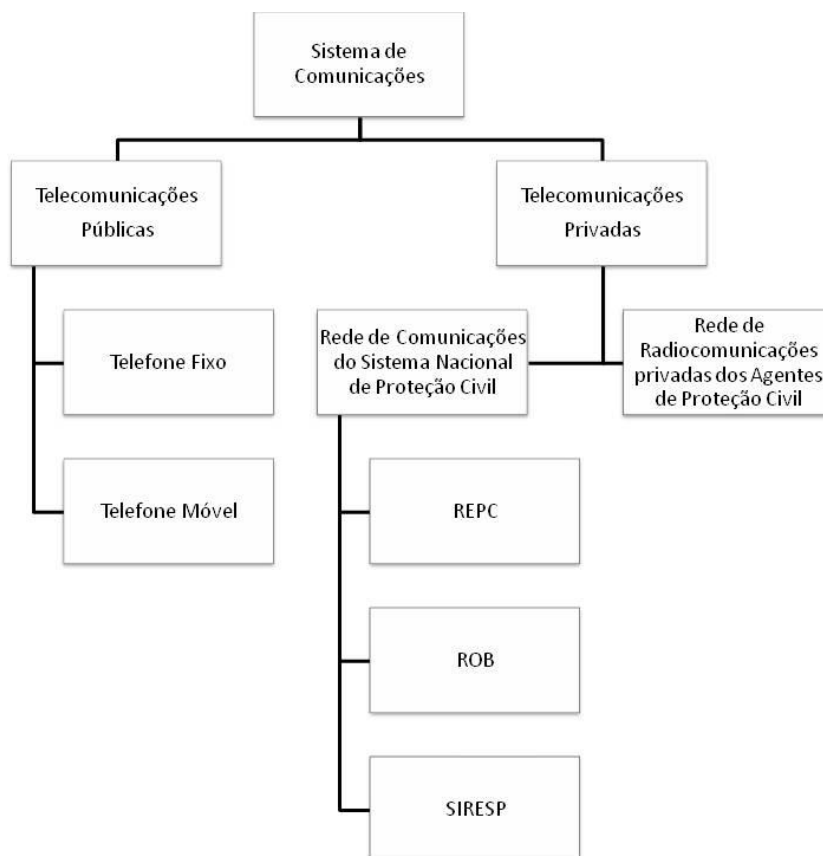 Sistema de
Comunicações
Telecomunicações
Públicas
Telecomunicações
Privadas
Telefone Fixo
Rede de Comunicações
do Sistema Nacional
de Proteção Civil
Rede de
Radiocomunicações
privadas dos Agentes
de Proteção Civil
Telefone Móvel
REPC
ROB
SIRESP